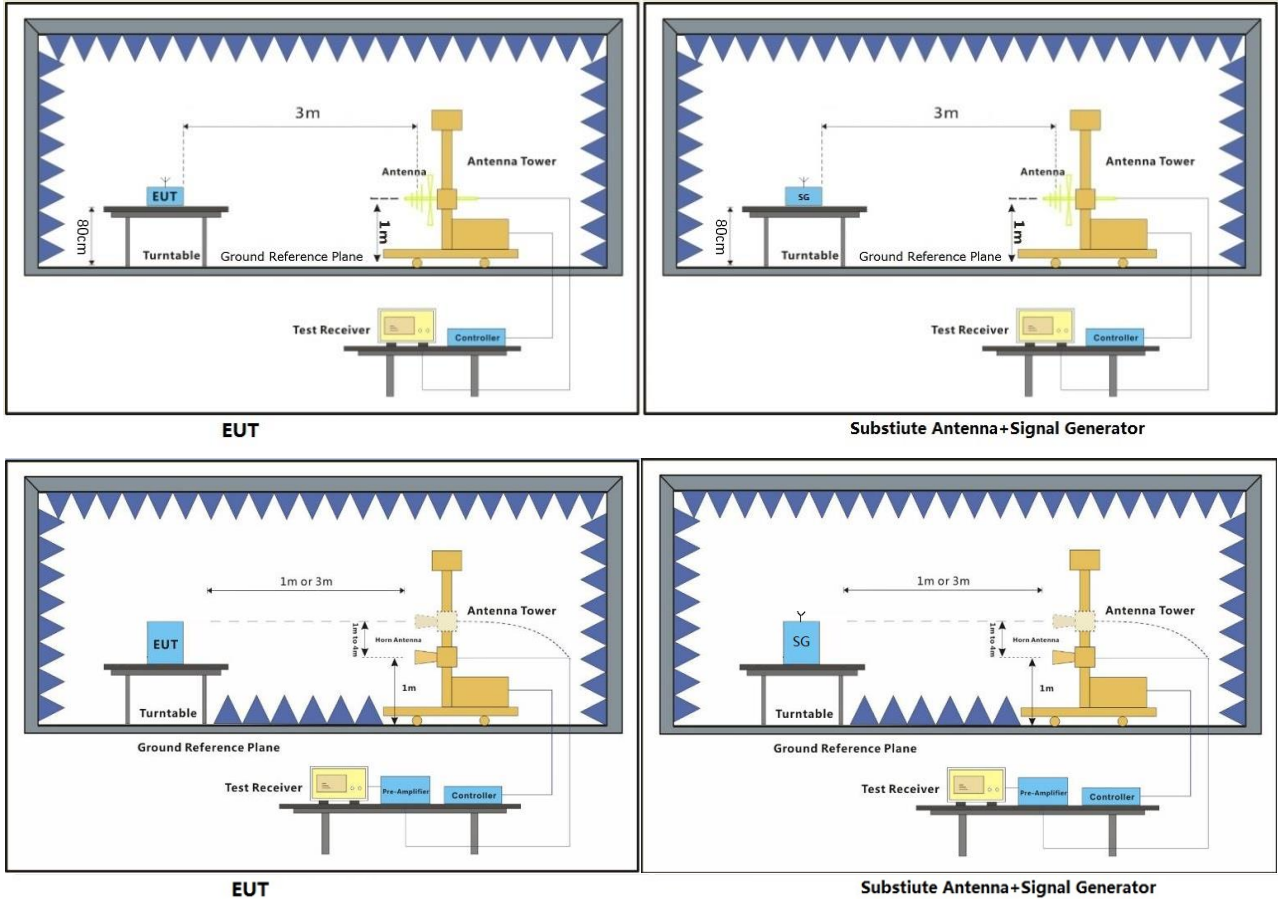 3m
Antenna Tower
Antenna
EUT
80cm
1m
Turntable
Ground Reference Plane
Test Receiver
Controller
EUT
3m
Antenna Tower
Antenna
SG
80cm
1m
Turntable
Ground Reference Plane
Test Receiver
Controller
Substiute Antenna+Signal Generator
1m or 3m
Antenna Tower
1m to 4m
Horn Antenna
EUT
1m
Turntable
Ground Reference Plane
Test Receiver
Pre-Amplifier
Controller
EUT
1m or 3m
Antenna Tower
1m to 4m
Horn Antenna
SG
1m
Turntable
Ground Reference Plane
Test Receiver
Pre-Amplifier
Controller
Substiute Antenna+Signal Generator